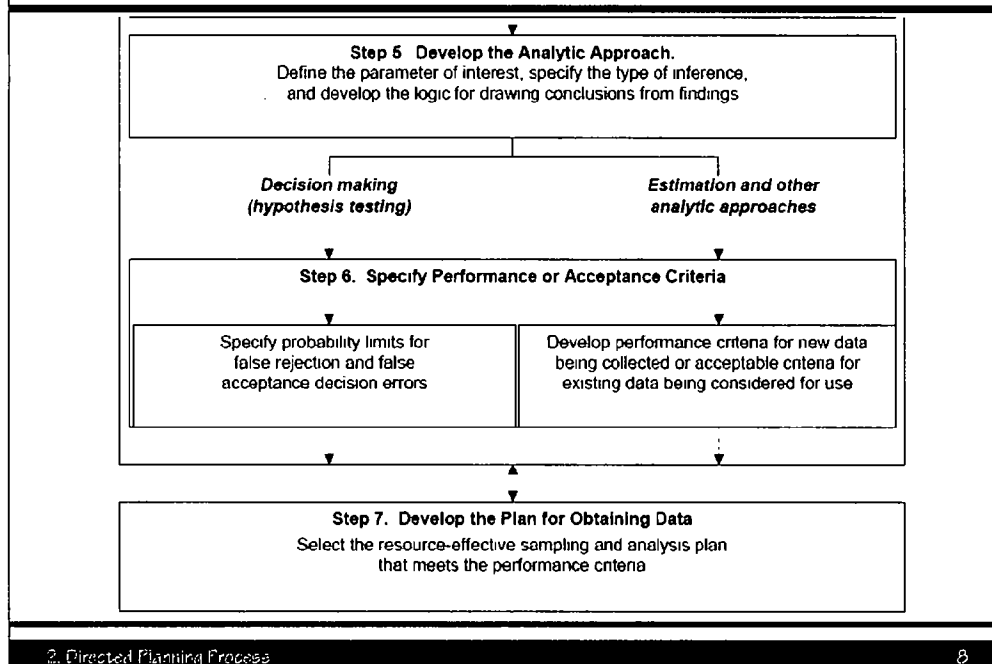 Step 5 Develop the Analytic Approach.
Define the parameter of interest, specify the type of inference,
and develop the logic for drawing conclusions from findings
Decision making
(hypothesis testing)
Estimation and other
analytic approaches
Step 6. Specify Performance or Acceptance Criteria
Specify probability limits for
false rejection and false
acceptance decision errors
Develop performance criteria for new data
being collected or acceptable criteria for
existing data being considered for use
Step 7. Develop the Plan for Obtaining Data
Select the resource-effective sampling and analysis plan
that meets the performance criteria
2. Directed Planning Process
8